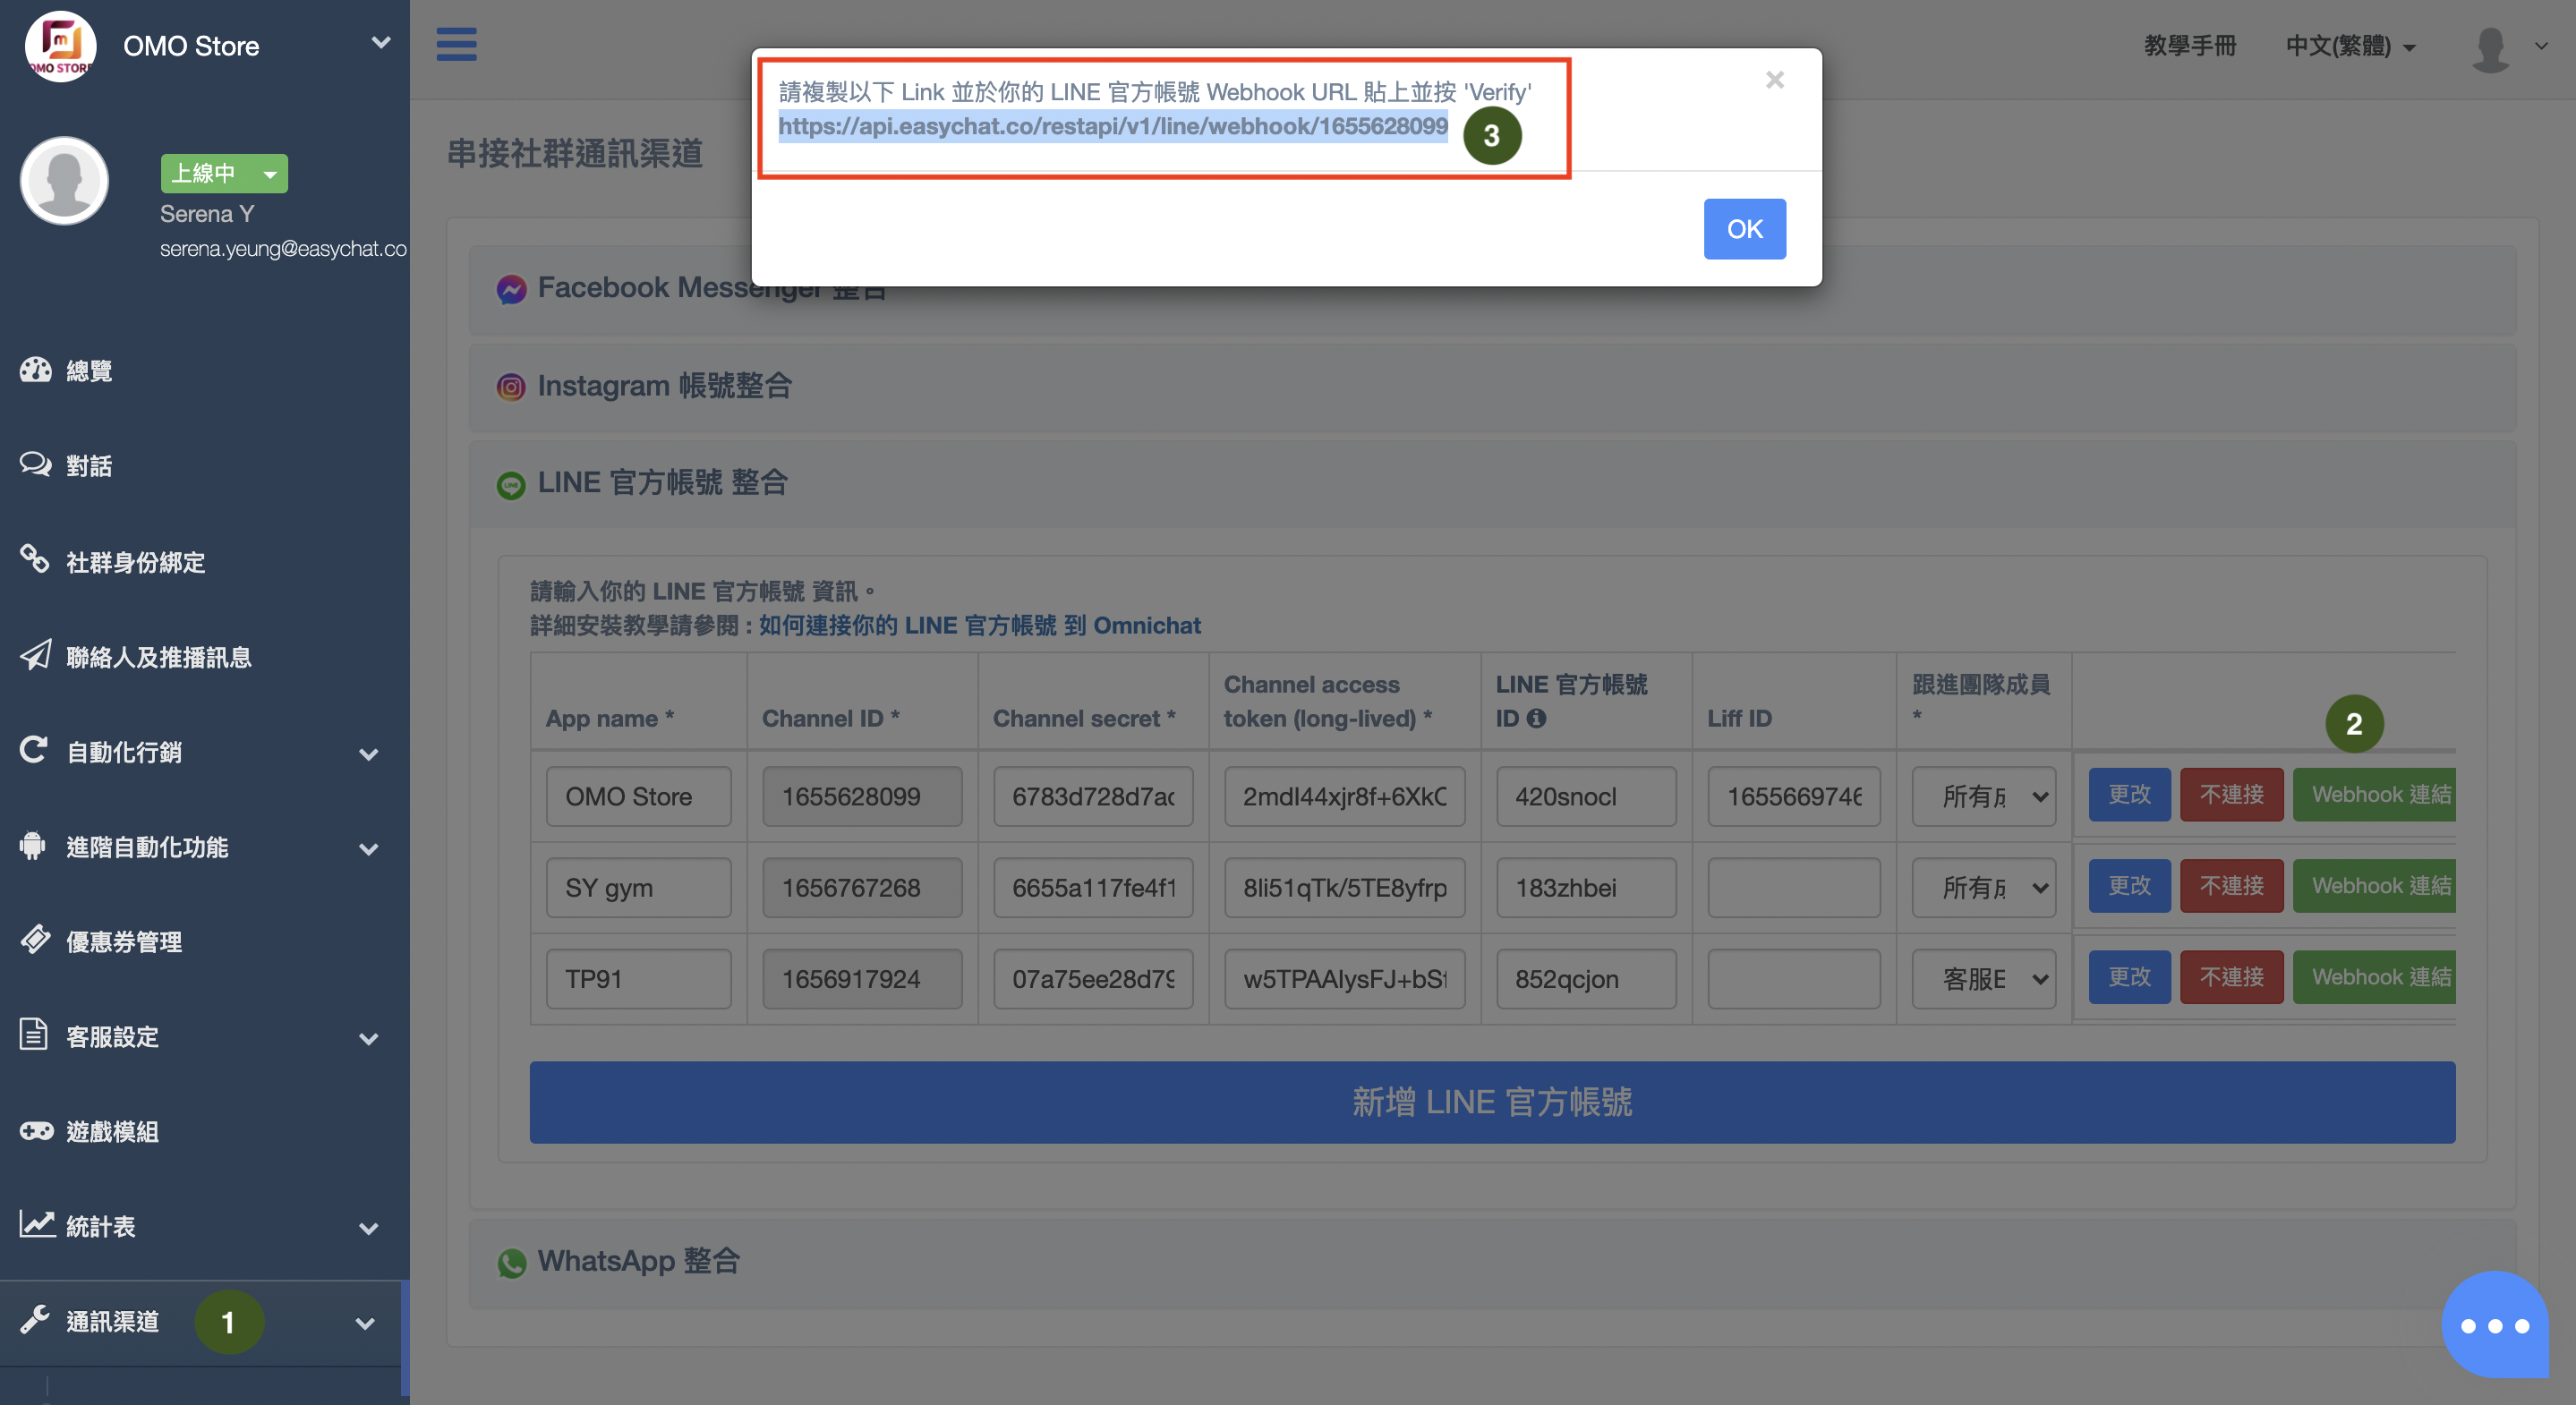 OMO Store
OMO STORE
上線中
Serena Y
serena.yeung@easychat.co
總覽
對話
社群身份綁定
聯絡人及推播訊息
自動化行銷
進階自動化功能
優惠券管理
客服設定
遊戲模組
統計表
通訊渠道
1
教學手冊
中文(繁體)
串接社群通訊渠道
請複製以下 Link 並於你的 LINE 官方帳號 Webhook URL 貼上並按 'Verify'
https://api.easychat.co/restapi/v1/line/webhook/1655628099
3
×
OK
Facebook Messenger 整合
Instagram 帳號整合
LINE 官方帳號 整合
請輸入你的 LINE 官方帳號 資訊。
詳細安裝教學請參閱 : 如何連接你的 LINE 官方帳號 到 Omnichat
App name *
Channel ID *
Channel secret *
Channel access
token (long-lived) *
LINE 官方帳號
ID
Liff ID
跟進團隊成員
*
2
OMO Store 1655628099 6783d728d7ac 2mdl44xjr8f+6XkC 420snocl 1655669746 所有成 更改 不連接 Webhook 連結
SY gym 1656767268 6655a117fe4f1 8li51qTk/5TE8yfrp 183zhbei 所有成 更改 不連接 Webhook 連結
TP91 1656917924 07a75ee28d79 w5TPAAlysFJ+bSt 852qcjon 客服E 更改 不連接 Webhook 連結
新增 LINE 官方帳號
WhatsApp 整合